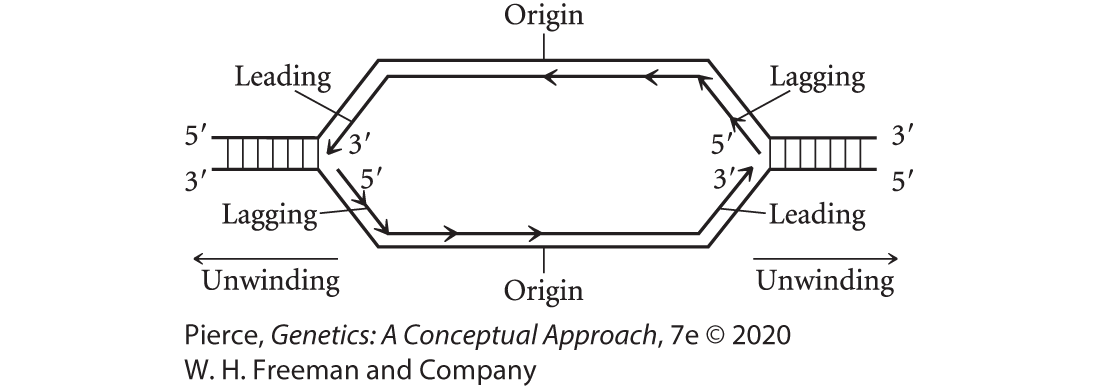 Origin
Leading
Lagging
5′
3′
3′
5′
3′
5′
3′
5′
Lagging
Leading
Unwinding
Origin
Unwinding
Pierce, Genetics: A Conceptual Approach, 7e © 2020
W. H. Freeman and Company